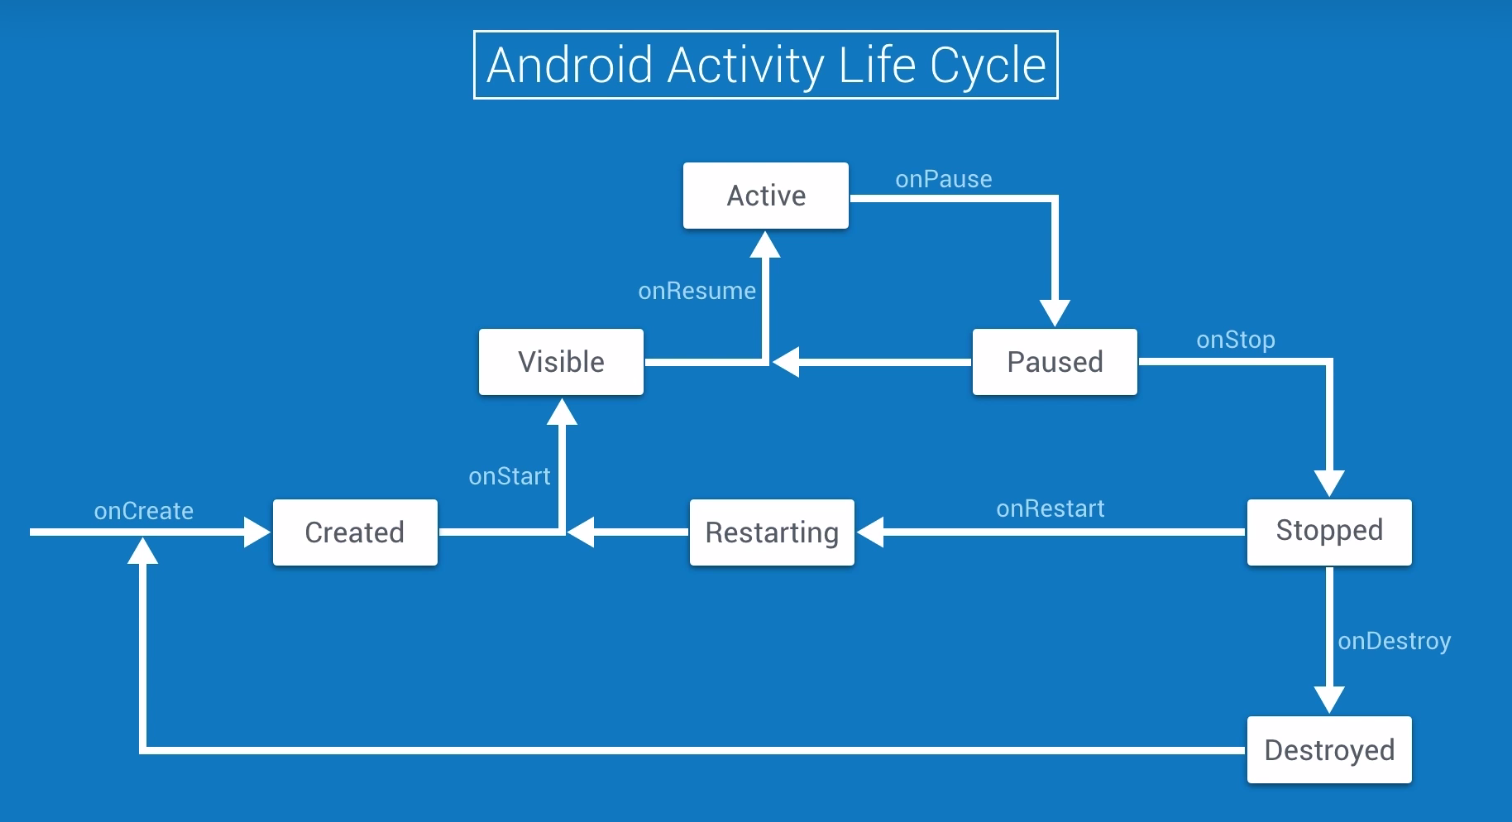 Android Activity Life Cycle
Active
onPause
onResume
Visible
Paused
onStop
onStart
onCreate
Created
Restarting
onRestart
Stopped
onDestroy
Destroyed